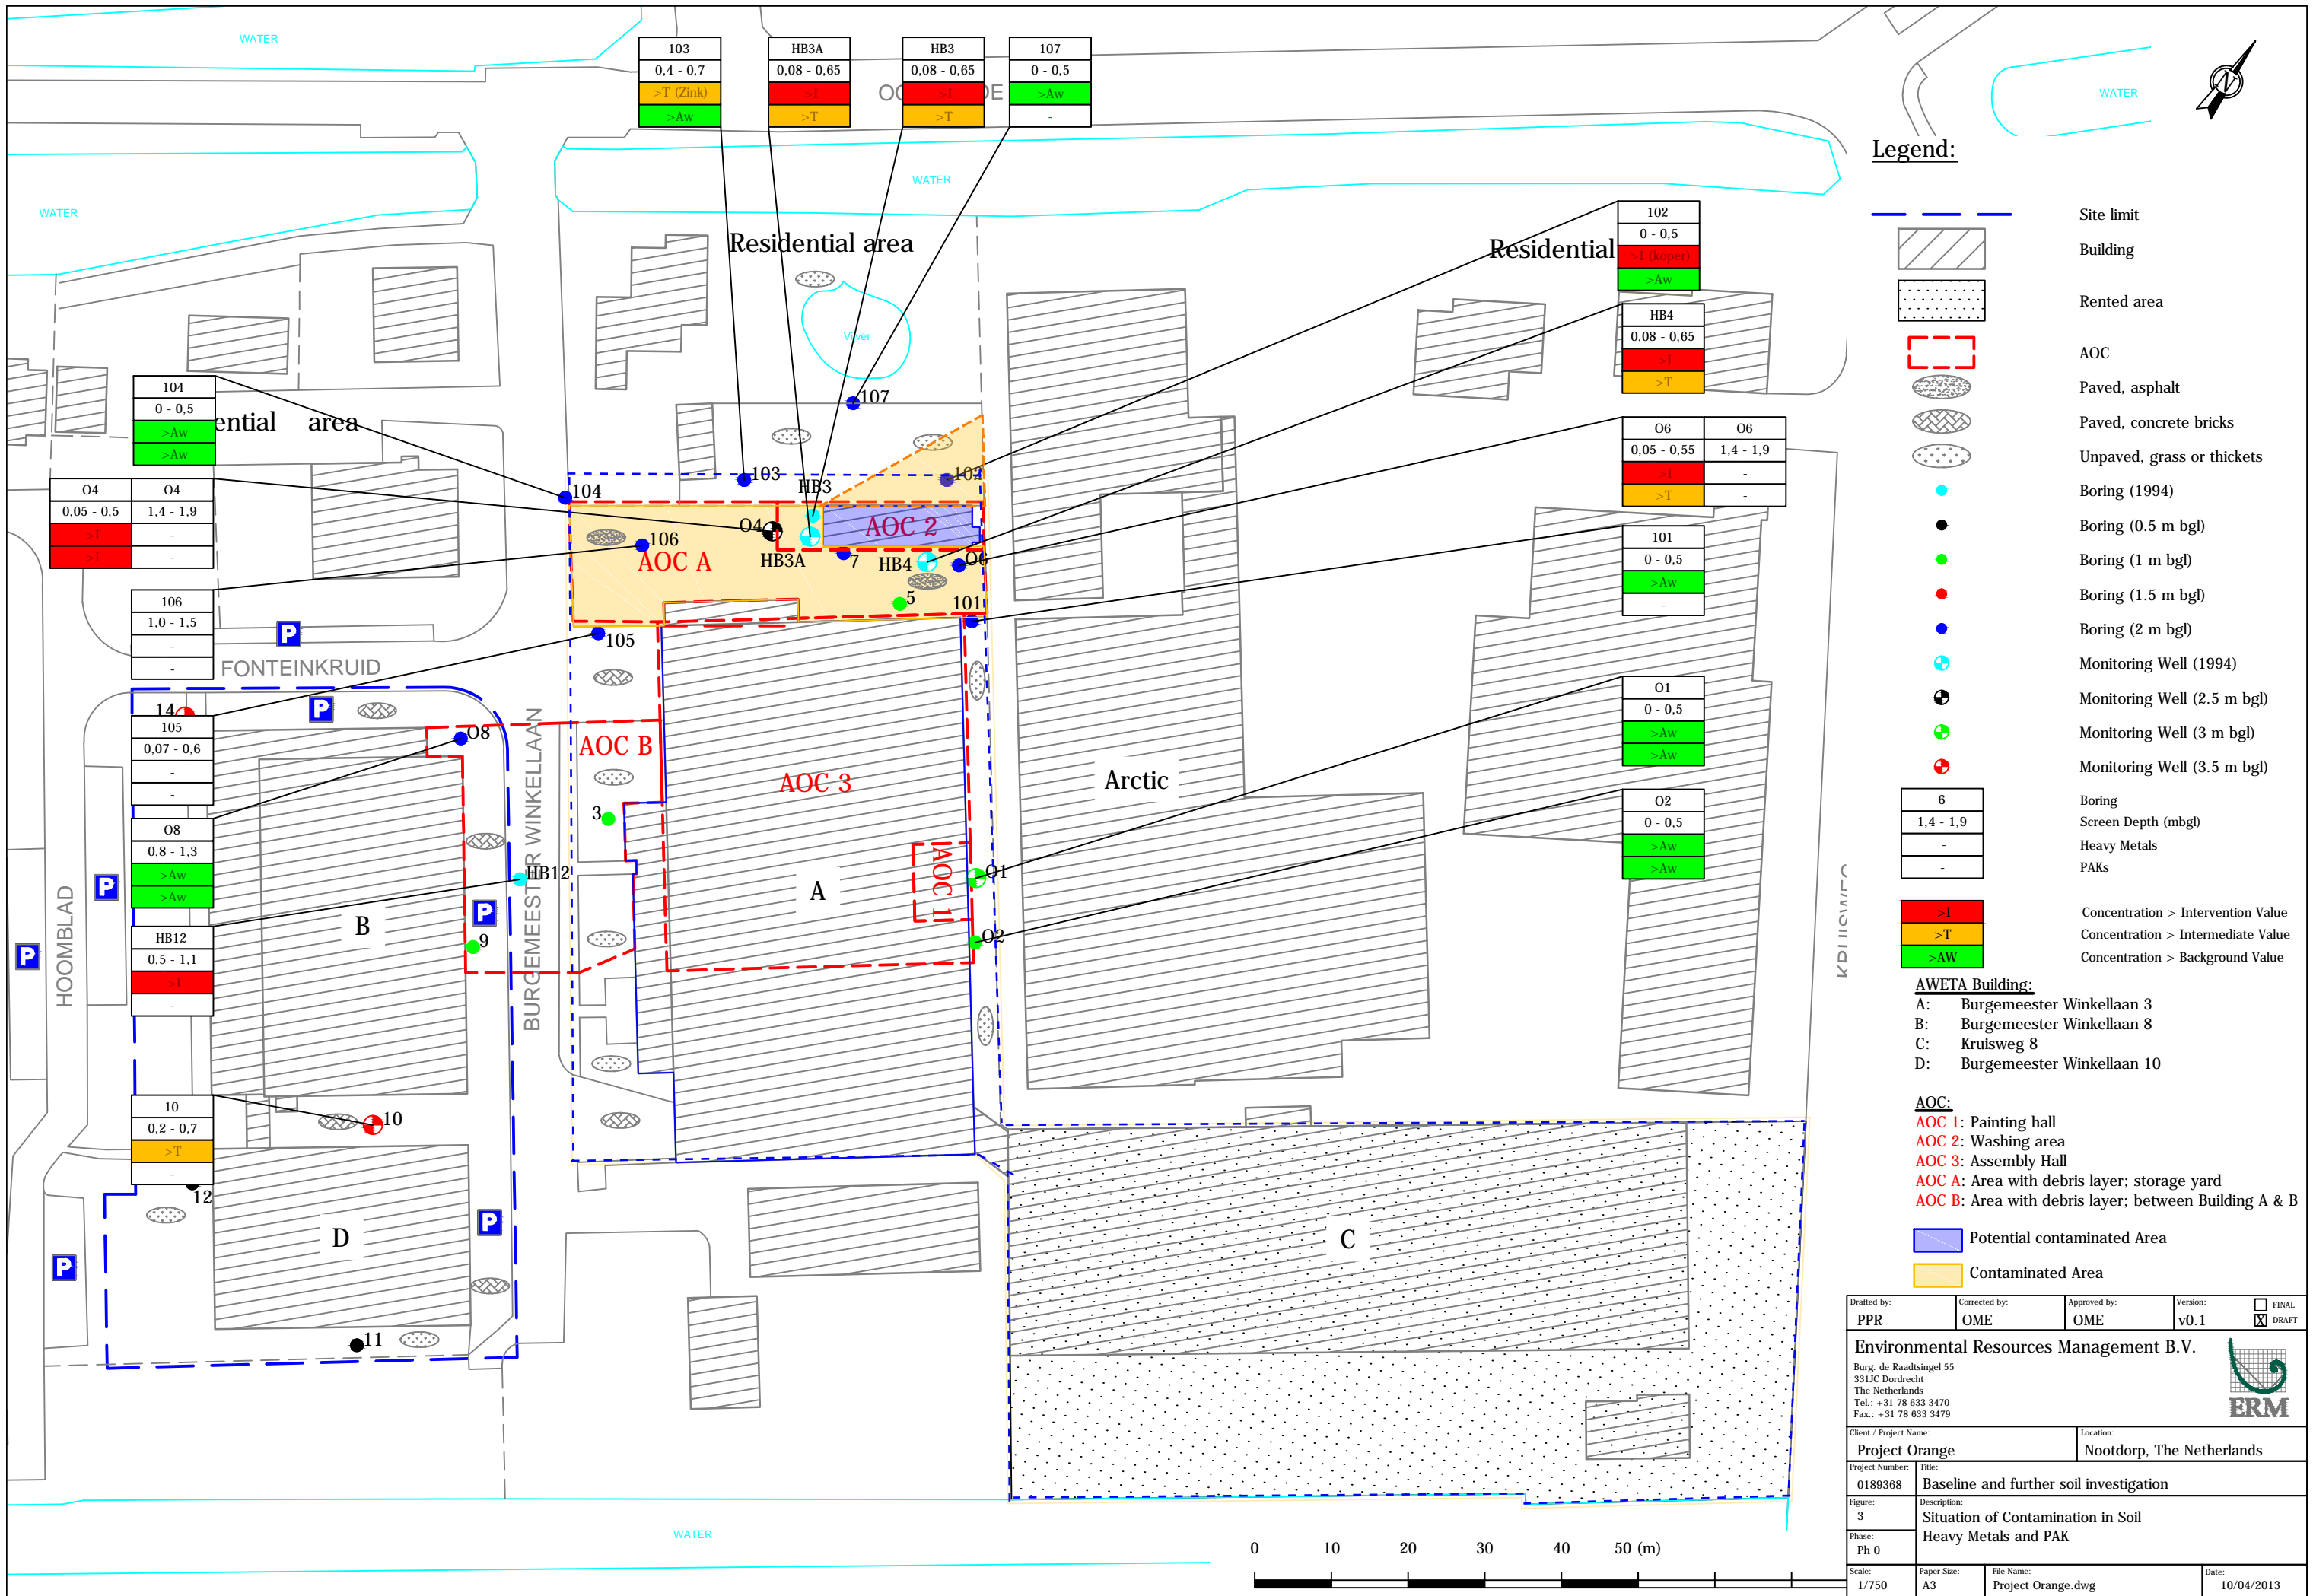 WATER
WATER
WATER
WATER
Residential area
Residential
ential area
Vijver
103
0,4 - 0,7
>T (Zink)
>Aw
HB3A
0,08 - 0,65
>I
>T
HB3
0,08 - 0,65
>I
>T
107
0 - 0,5
>Aw
-
102
0 - 0,5
>I (koper)
>Aw
HB4
0,08 - 0,65
>I
>T
O6
0,05 - 0,55
>I
>T
O6
1,4 - 1,9
-
-
101
0 - 0,5
>Aw
-
O1
0 - 0,5
>Aw
>Aw
O2
0 - 0,5
>Aw
>Aw
104
0 - 0,5
>Aw
>Aw
O4
0,05 - 0,5
>I
>I
O4
1,4 - 1,9
-
-
106
1,0 - 1,5
-
-
105
0,07 - 0,6
-
-
O8
0,8 - 1,3
>Aw
>Aw
HB12
0,5 - 1,1
>I
-
10
0,2 - 0,7
>T
-
107
103
102
104
HB3
O4
AOC 2
106
AOC A
HB3A
7
HB4
O6
5
101
105
P
FONTEINKRUID
P
14
O8
AOC B
AOC 3
Arctic
3
HB12
A
AOC 1
O1
O2
B
P
9
P
P
HOOMBLAD
BURGEMEESTER WINKELLAAN
10
12
D
P
P
11
C
WATER
0 10 20 30 40 50 (m)
Legend:
Site limit
Building
Rented area
AOC
Paved, asphalt
Paved, concrete bricks
Unpaved, grass or thickets
Boring (1994)
Boring (0.5 m bgl)
Boring (1 m bgl)
Boring (1.5 m bgl)
Boring (2 m bgl)
Monitoring Well (1994)
Monitoring Well (2.5 m bgl)
Monitoring Well (3 m bgl)
Monitoring Well (3.5 m bgl)
6 Boring
1,4 - 1,9 Screen Depth (mbgl)
- Heavy Metals
- PAKs
>I Concentration > Intervention Value
>T Concentration > Intermediate Value
>AW Concentration > Background Value
AWETA Building:
A: Burgemeester Winkellaan 3
B: Burgemeester Winkellaan 8
C: Kruisweg 8
D: Burgemeester Winkellaan 10
AOC:
AOC 1: Painting hall
AOC 2: Washing area
AOC 3: Assembly Hall
AOC A: Area with debris layer; storage yard
AOC B: Area with debris layer; between Building A & B
Potential contaminated Area
Contaminated Area
Drafted by: Corrected by: Approved by: Version: FINAL
PPR OME OME v0.1 X DRAFT
Environmental Resources Management B.V.
Burg. de Raadtsingel 55
331JC Dordrecht
The Netherlands
Tel.: +31 78 633 3470
Fax.: +31 78 633 3479
ERM
Client / Project Name: Location:
Project Orange Nootdorp, The Netherlands
Project Number: Title:
0189368 Baseline and further soil investigation
Figure: Description:
3 Situation of Contamination in Soil
Phase: Heavy Metals and PAK
Ph 0
Scale: Paper Size: File Name: Date:
1/750 A3 Project Orange.dwg 10/04/2013